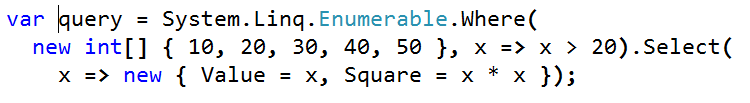 var query = System.Linq.Enumerable.Where(
new int[] { 10, 20, 30, 40, 50 }, x => x > 20).Select(
x => new { Value = x, Square = x * x });